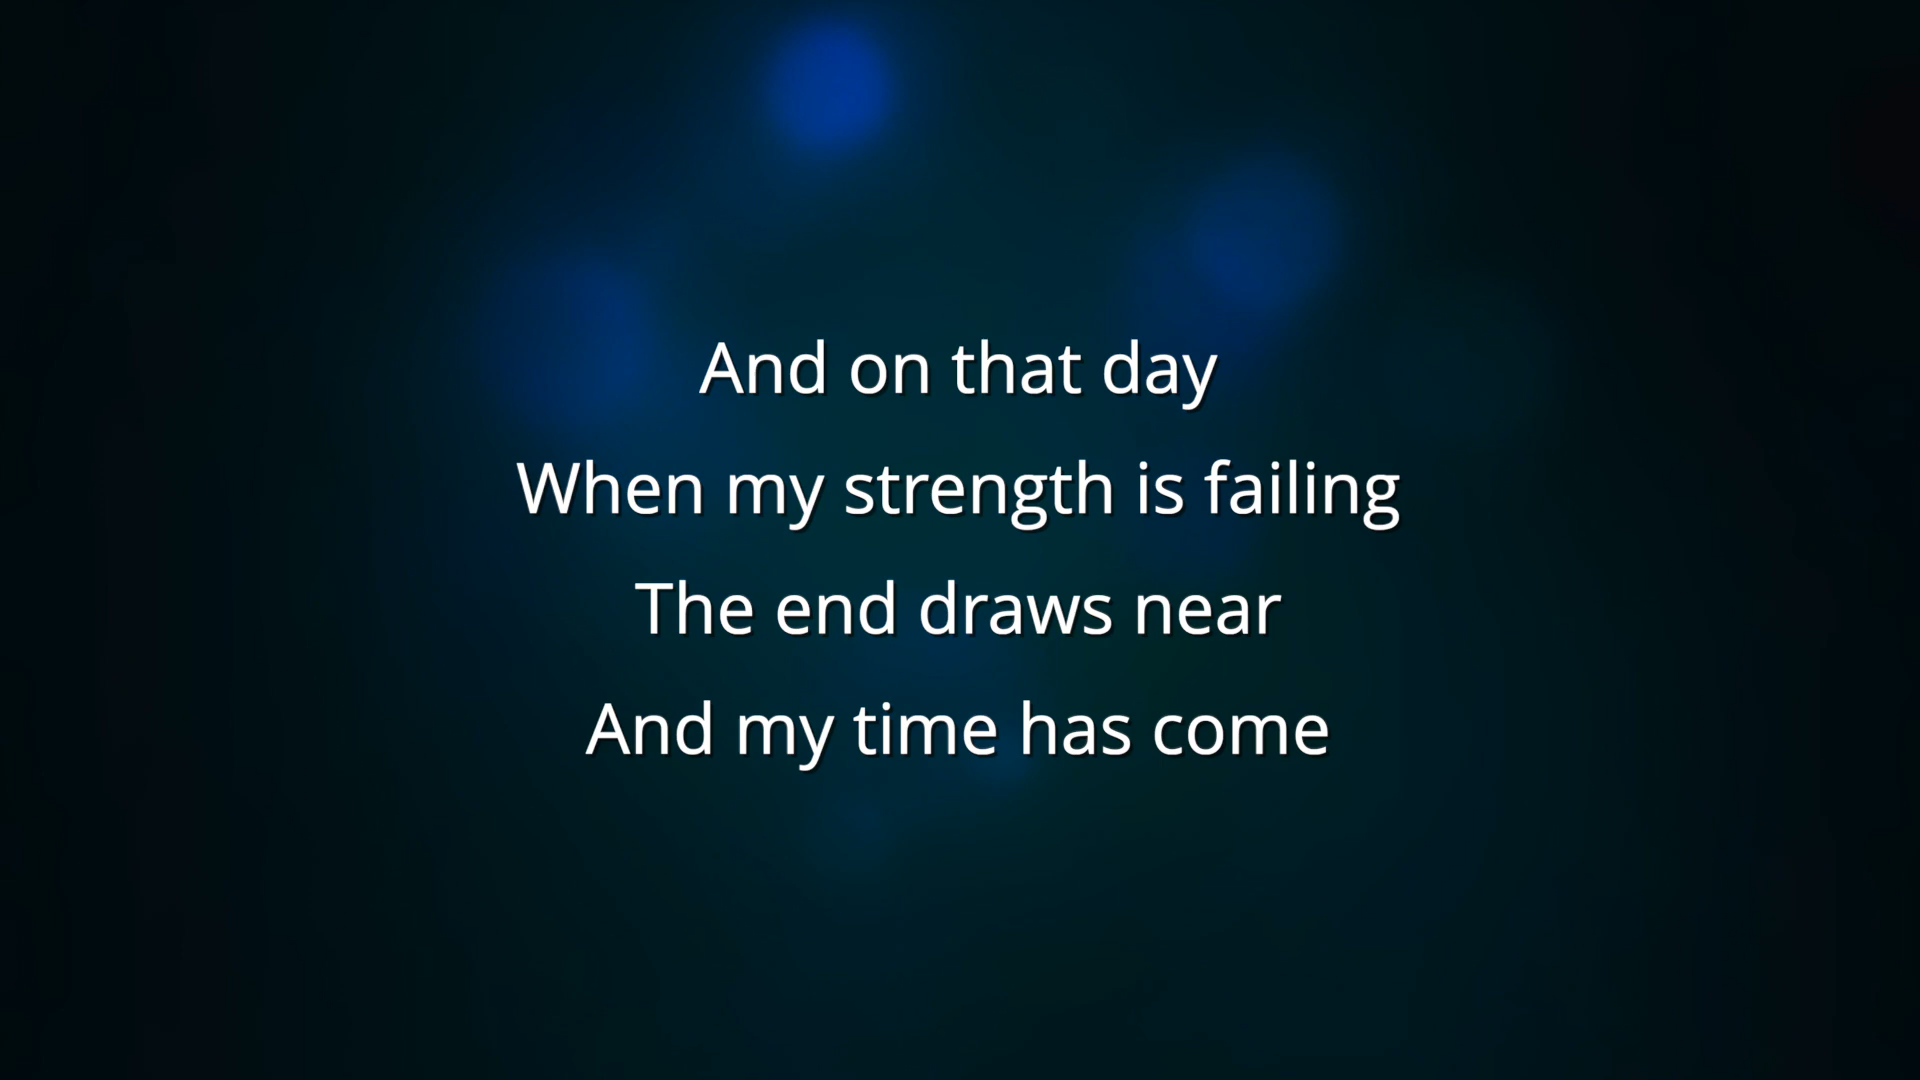 And on that day
When my strength is failing
The end draws near
And my time has come